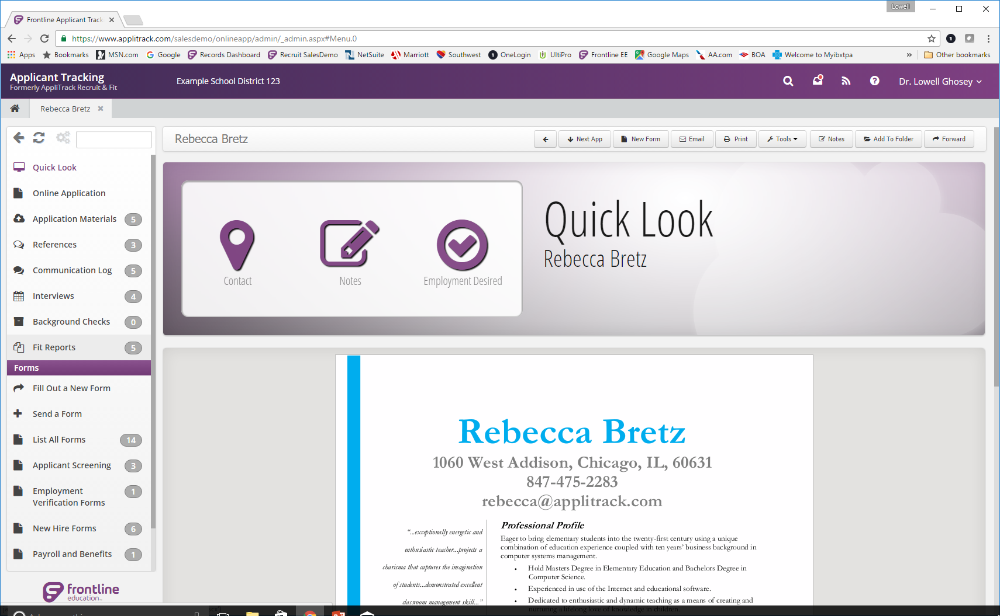 Lowell
Frontline Applicant Track
https://www.applitrack.com/salesdemo/onlineapp/admin/_admin.aspx#Menu.0
Apps Bookmarks MSN.com Google Records Dashboard Recruit SalesDemo NetSuite Marriott Southwest OneLogin UltiPro Frontline EE Google Maps AA.com BOA Welcome to Myibxtpa » Other bookmarks
Applicant Tracking
Formerly AppliTrack Recruit & Fit
Example School District 123
Dr. Lowell Ghosey
Rebecca Bretz
Rebecca Bretz
Next App New Form Email Print Tools Notes Add To Folder Forward
Quick Look
Online Application
Application Materials 5
References 3
Communication Log 5
Interviews 4
Background Checks 0
Fit Reports 5
Forms
Fill Out a New Form
Send a Form
List All Forms 14
Applicant Screening 3
Employment 1
Verification Forms
New Hire Forms 6
Payroll and Benefits 1
frontline
education
Contact
Notes
Employment Desired
Quick Look
Rebecca Bretz
Rebecca Bretz
1060 West Addison, Chicago, IL, 60631
847-475-2283
rebecca@applitrack.com
"...exceptionally energetic and
enthusiastic teacher...projects a
charisma that captures the imagination
of students...demonstrated excellent
classroom management skill..."
Professional Profile
Eager to bring elementary students into the twenty-first century using a unique
combination of education experience coupled with ten years' business background in
computer systems management.
• Hold Masters Degree in Elementary Education and Bachelors Degree in
Computer Science.
• Experienced in use of the Internet and educational software.
• Dedicated to enthusiastic and dynamic teaching as a means of creating and
nurturing a lifelong love of knowledge in children.